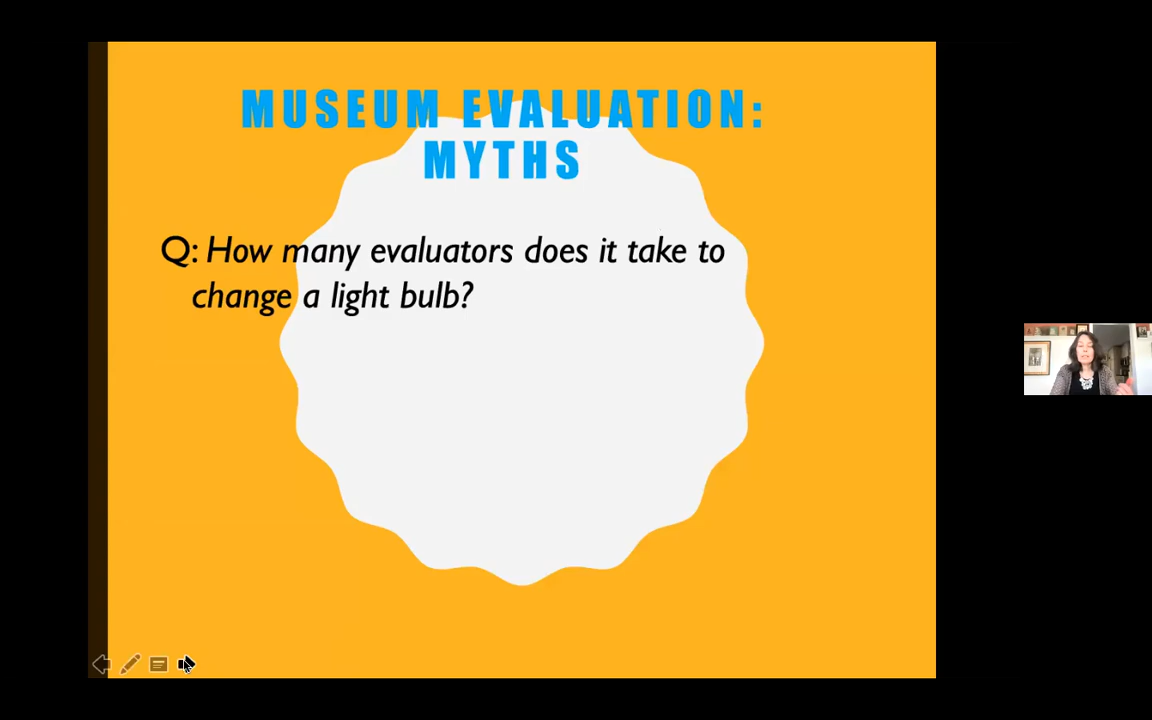 MUSEUM EVALUATION:
MYTHS
Q: How many evaluators does it take to
change a light bulb?